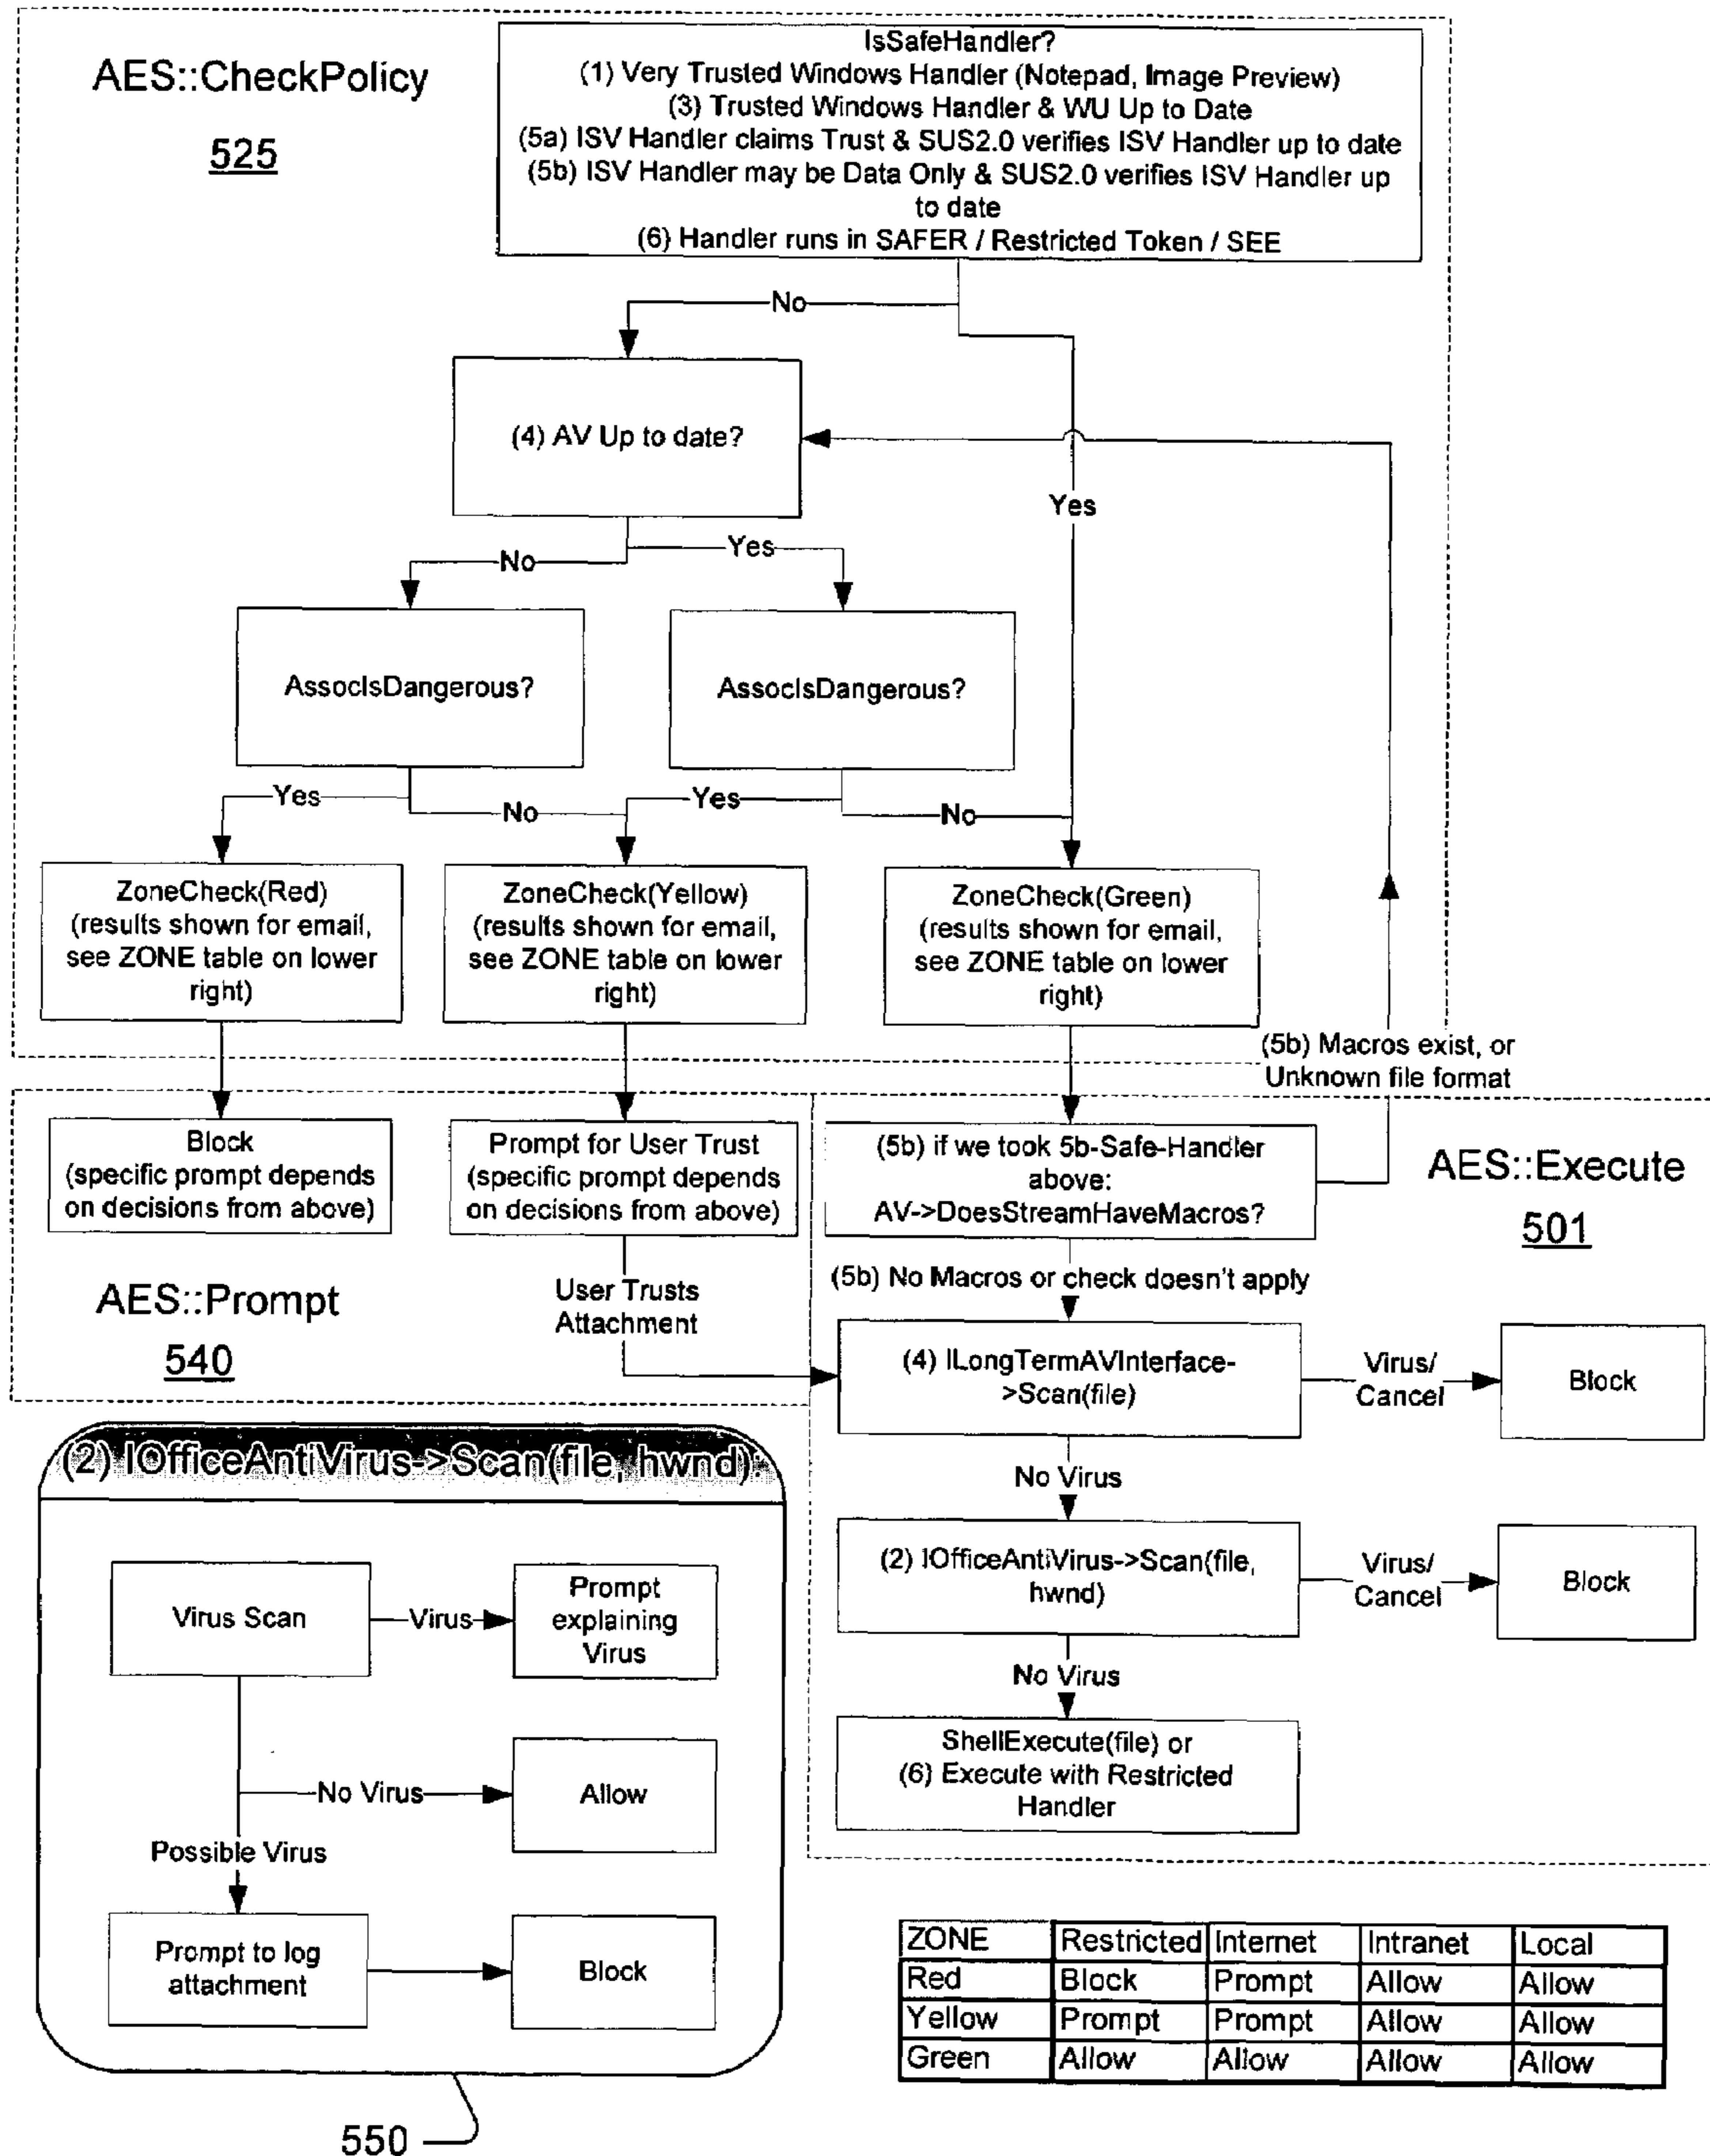 AES::CheckPolicy
525
IsSafeHandler?
(1) Very Trusted Windows Handler (Notepad, Image Preview)
(3) Trusted Windows Handler & WU Up to Date
(5a) ISV Handler claims Trust & SUS2.0 verifies ISV Handler up to date
(5b) ISV Handler may be Data Only & SUS2.0 verifies ISV Handler up
to date
(6) Handler runs in SAFER / Restricted Token / SEE
No
(4) AV Up to date?
Yes
No
Yes
AssocIsDangerous?
AssocIsDangerous?
Yes
No
Yes
No
ZoneCheck(Red)
(results shown for email,
see ZONE table on lower
right)
ZoneCheck(Yellow)
(results shown for email,
see ZONE table on lower
right)
ZoneCheck(Green)
(results shown for email,
see ZONE table on lower
right)
(5b) Macros exist, or
Unknown file format
Block
(specific prompt depends
on decisions from above)
Prompt for User Trust
(specific prompt depends
on decisions from above)
(5b) if we took 5b-Safe-Handler
above:
AV->DoesStreamHaveMacros?
AES::Execute
501
AES::Prompt
540
User Trusts
Attachment
(5b) No Macros or check doesn't apply
(4) ILongTermAVInterface-
>Scan(file)
Virus/
Cancel
Block
No Virus
(2) IOfficeAntiVirus->Scan(file,
hwnd)
Virus/
Cancel
Block
No Virus
ShellExecute(file) or
(6) Execute with Restricted
Handler
(2) IOfficeAntiVirus->Scan(file, hwnd):
Virus Scan
Virus
Prompt
explaining
Virus
No Virus
Allow
Possible Virus
Prompt to log
attachment
Block
550
ZONE Restricted Internet Intranet Local
Red Block Prompt Allow Allow
Yellow Prompt Prompt Allow Allow
Green Allow Allow Allow Allow